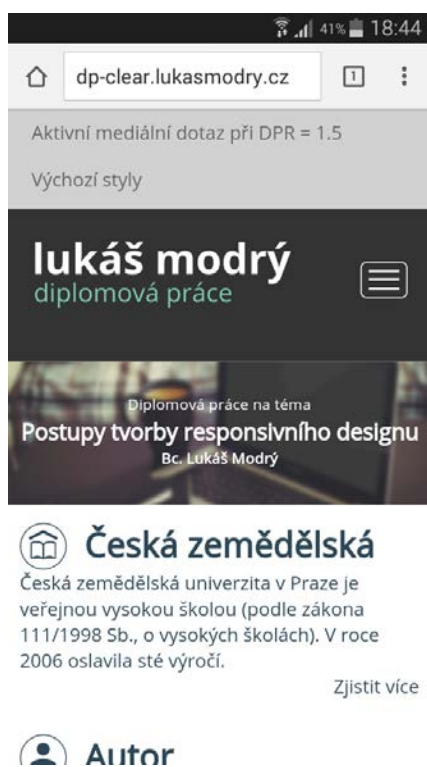 41% 18:44
dp-clear.lukasmodry.cz 1
Aktivní mediální dotaz při DPR = 1.5
Výchozí styly
lukáš modrý
diplomová práce
Diplomová práce na téma
Postupy tvorby responsivního designu
Bc. Lukáš Modrý
Česká zemědělská
Česká zemědělská univerzita v Praze je
veřejnou vysokou školou (podle zákona
111/1998 Sb., o vysokých školách). V roce
2006 oslavila sté výročí.
Zjistit více
Autor